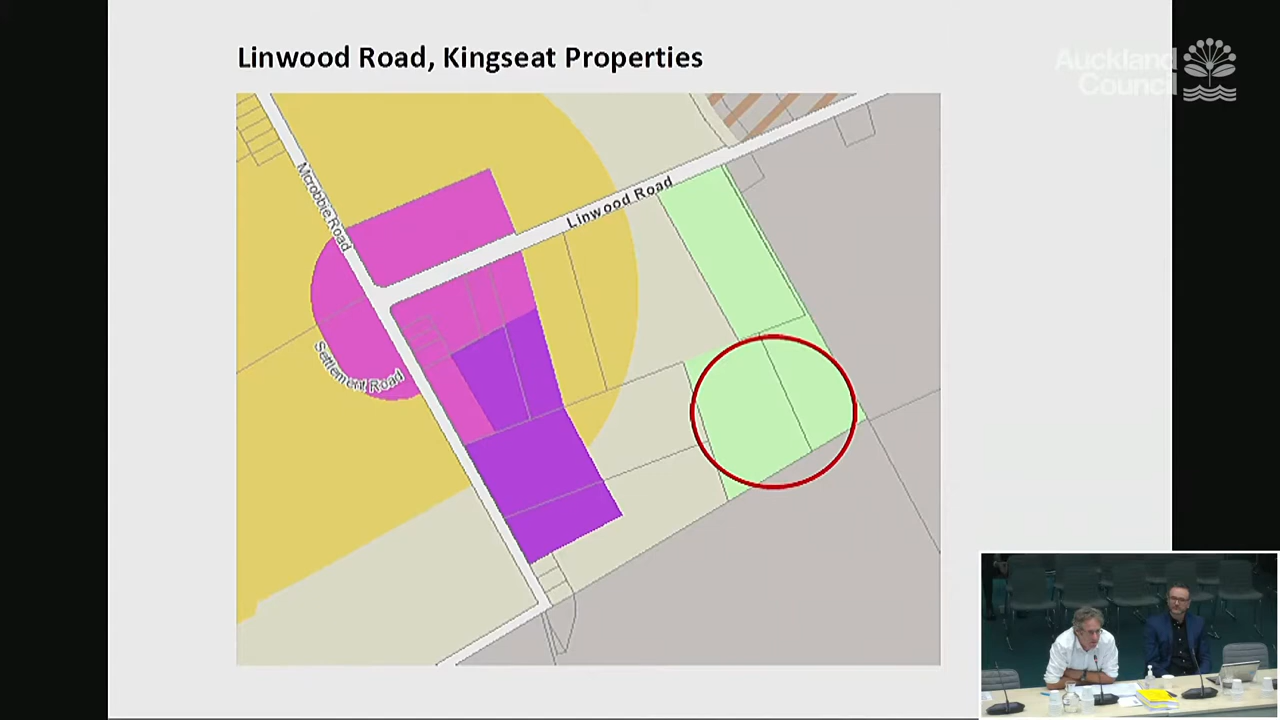 Linwood Road, Kingseat Properties
Auckland
Council
Mcrobbie Road
Linwood Road
Settlement Road